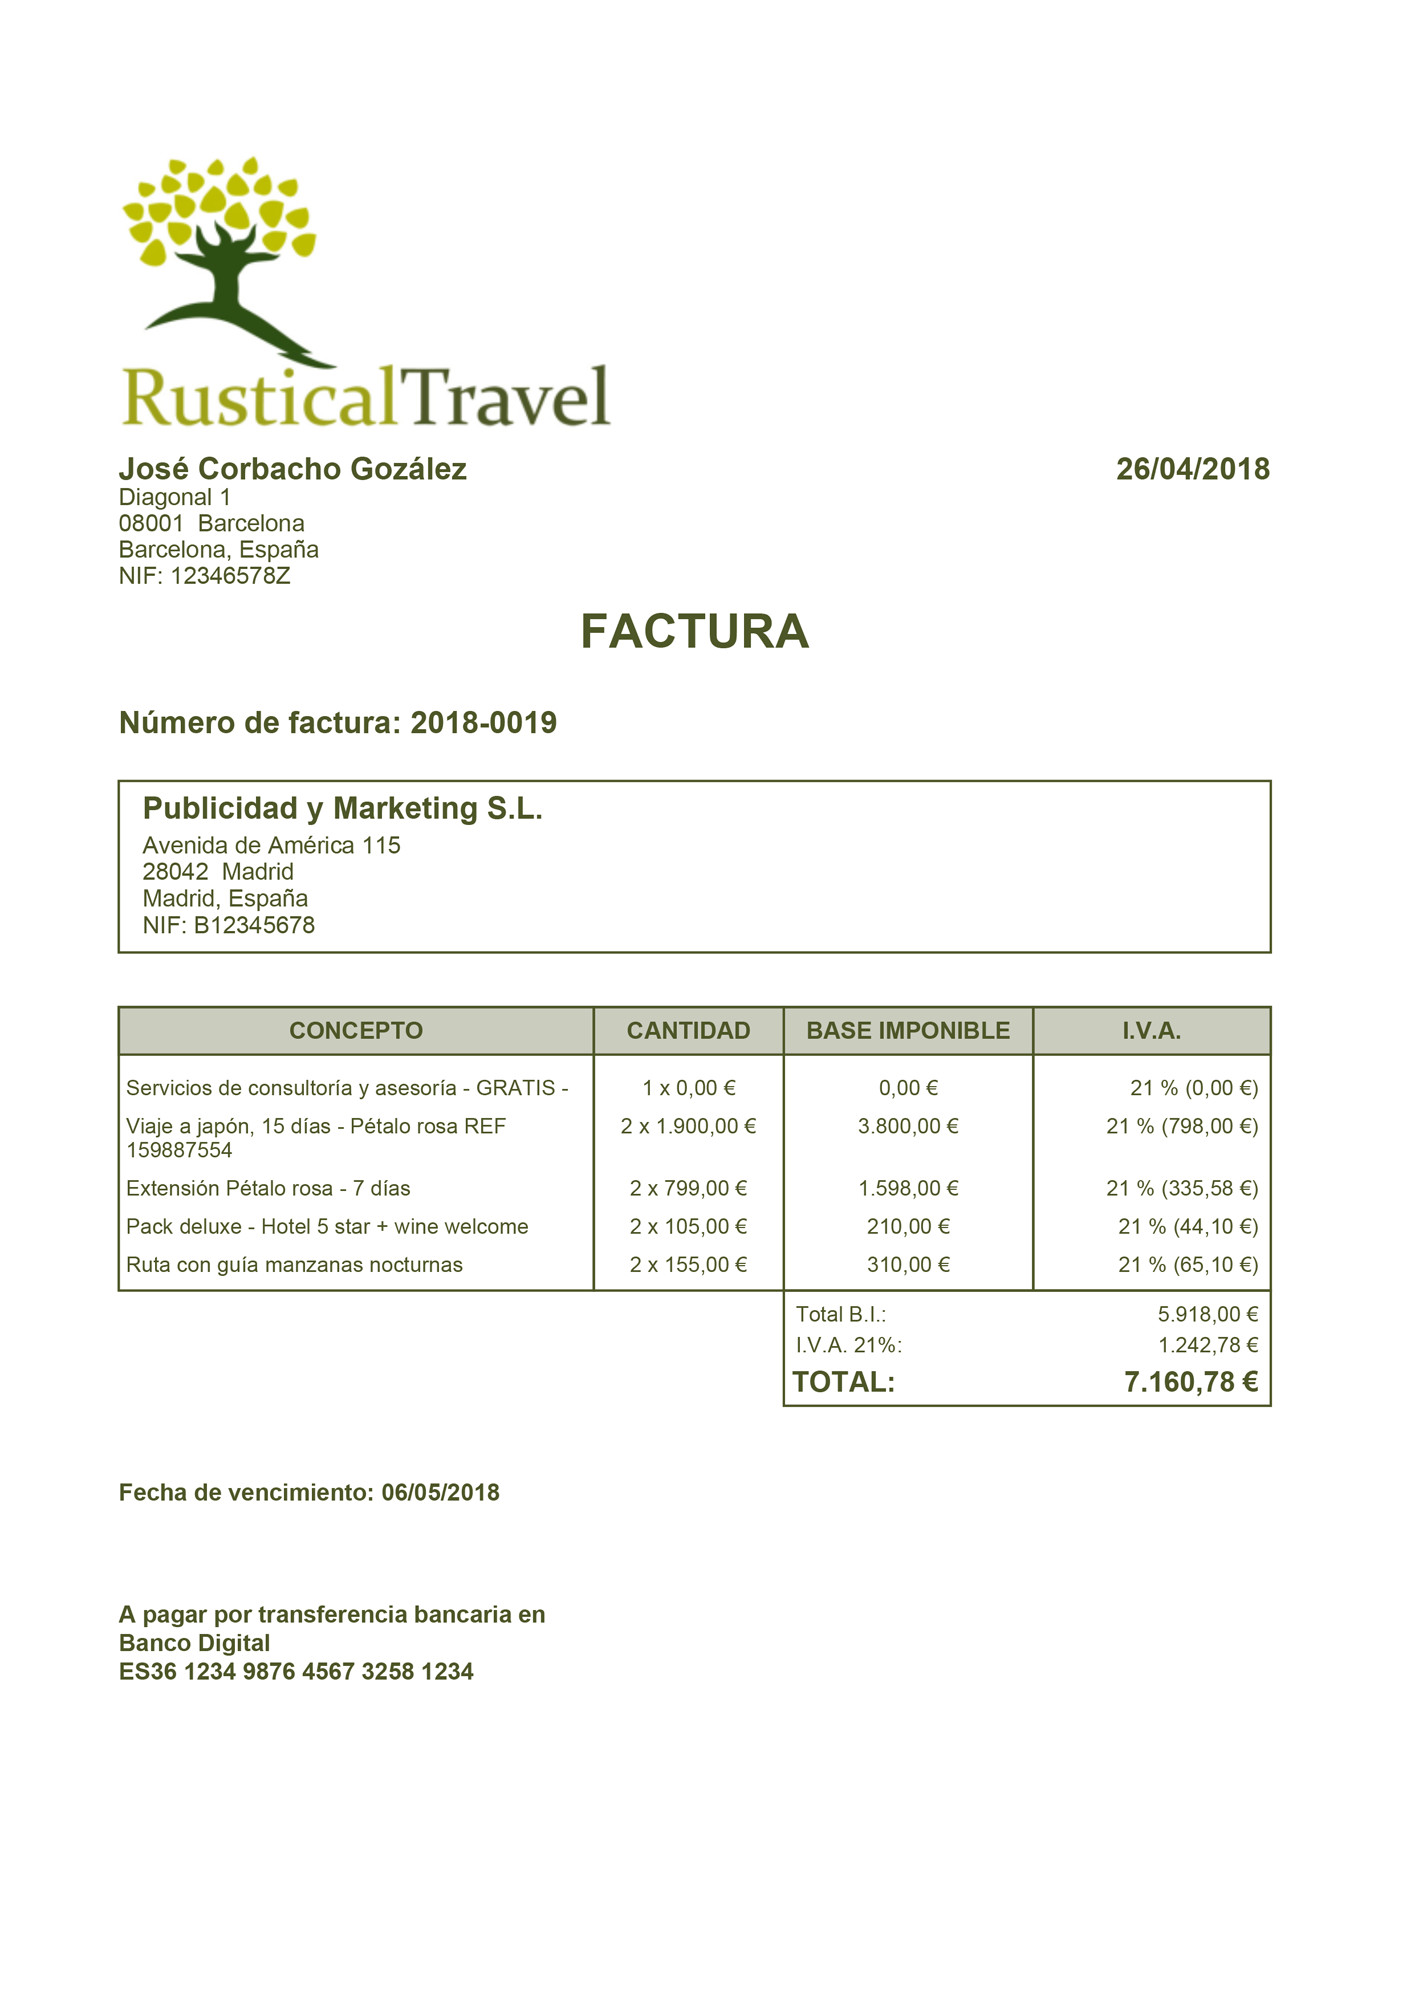 RusticalTravel
José Corbacho Gozález 26/04/2018
Diagonal 1
08001 Barcelona
Barcelona, España
NIF: 12346578Z
FACTURA
Número de factura: 2018-0019
Publicidad y Marketing S.L.
Avenida de América 115
28042 Madrid
Madrid, España
NIF: B12345678
CONCEPTO CANTIDAD BASE IMPONIBLE I.V.A.
Servicios de consultoría y asesoría - GRATIS - 1 x 0,00 € 0,00 € 21 % (0,00 €)
Viaje a japón, 15 días - Pétalo rosa REF 2 x 1.900,00 € 3.800,00 € 21 % (798,00 €)
159887554
Extensión Pétalo rosa - 7 días 2 x 799,00 € 1.598,00 € 21 % (335,58 €)
Pack deluxe - Hotel 5 star + wine welcome 2 x 105,00 € 210,00 € 21 % (44,10 €)
Ruta con guía manzanas nocturnas 2 x 155,00 € 310,00 € 21 % (65,10 €)
Total B.I.: 5.918,00 €
I.V.A. 21%: 1.242,78 €
TOTAL: 7.160,78 €
Fecha de vencimiento: 06/05/2018
A pagar por transferencia bancaria en
Banco Digital
ES36 1234 9876 4567 3258 1234